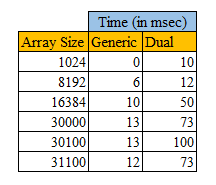 Time (in msec)
Array Size Generic Dual
1024 0 10
8192 6 12
16384 10 50
30000 13 73
30100 13 100
31100 12 73